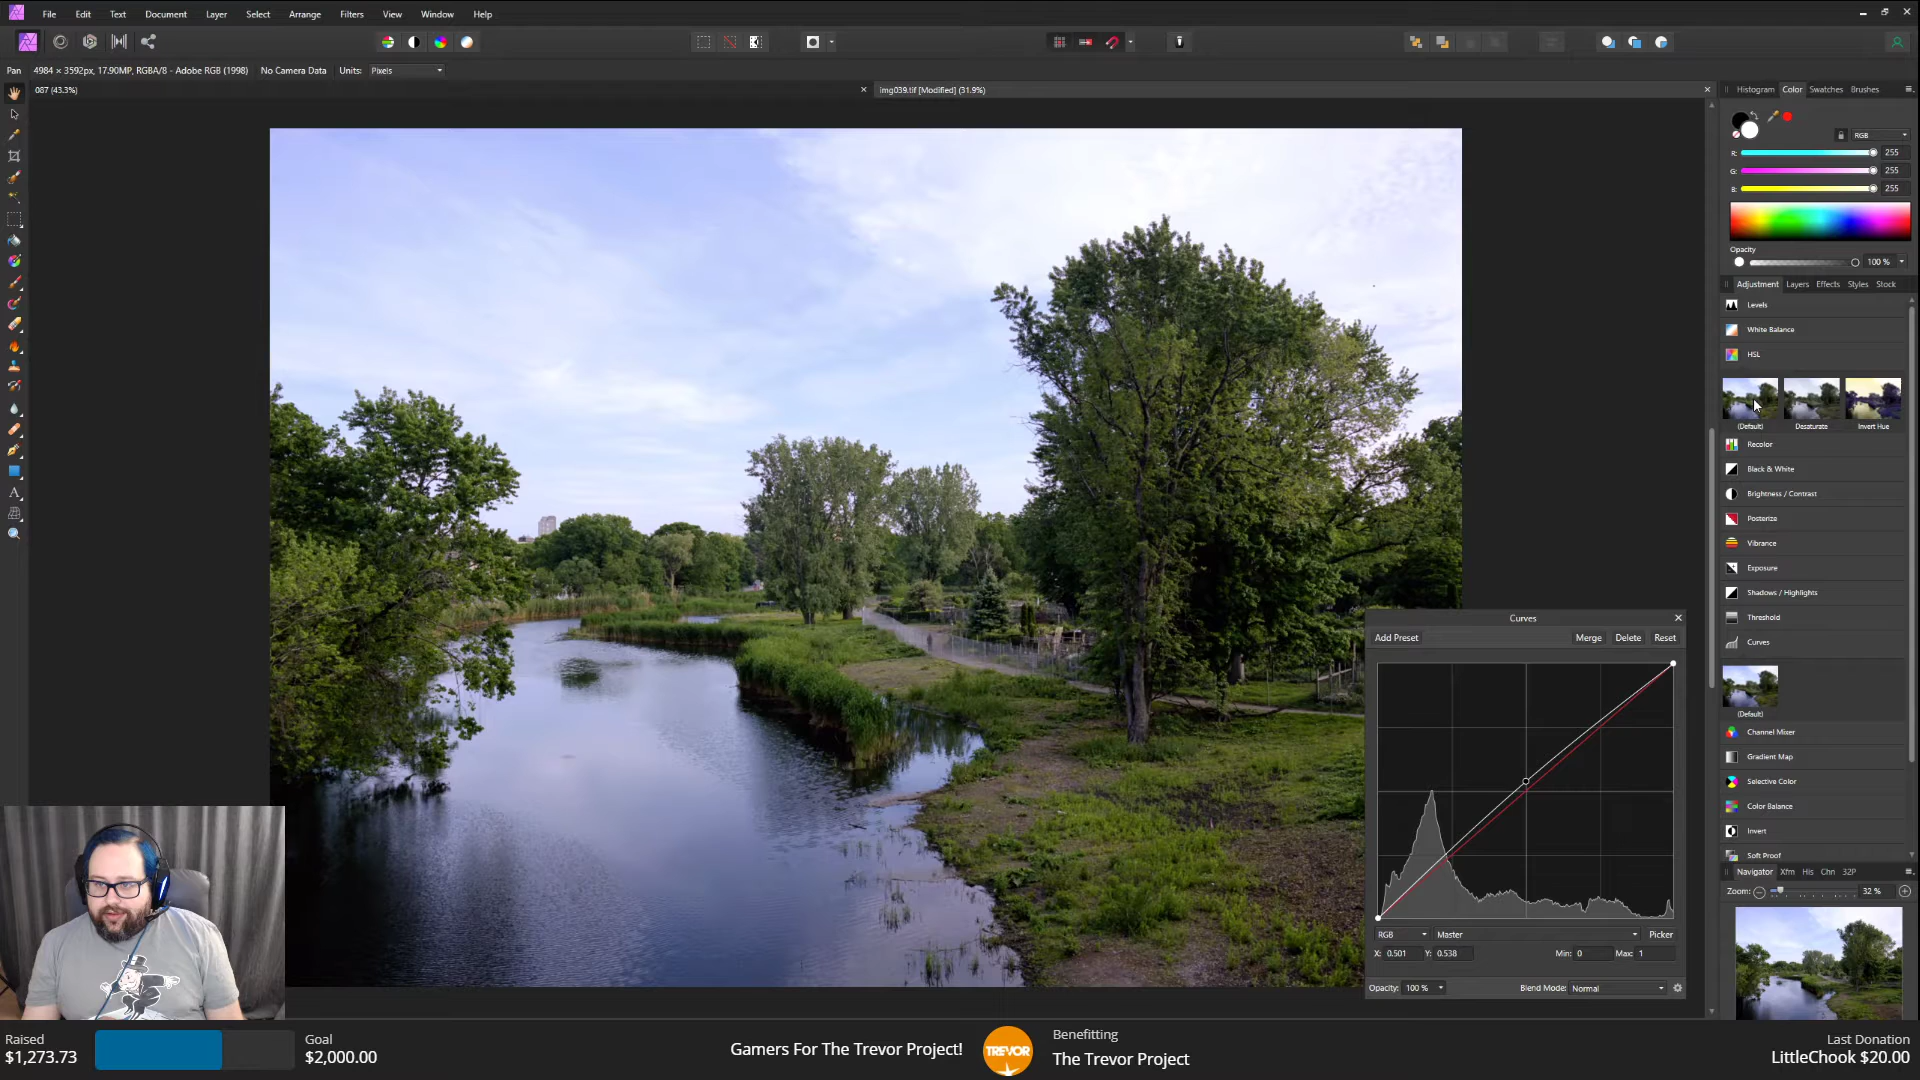 File Edit Text Document Layer Select Arrange Filters View Window Help
Pan 4984 × 3592px, 17.90MP, RGBA/8 - Adobe RGB (1998) No Camera Data Units: Pixels
087 (43.3%)
img039.tif [Modified] (31.9%)
Histogram Color Swatches Brushes
RGB
R: 255
G: 255
B: 255
Opacity
100 %
Adjustment Layers Effects Styles Stock
Levels
White Balance
HSL
(Default) Desaturate Invert Hue
Recolor
Black & White
Brightness / Contrast
Posterize
Vibrance
Exposure
Shadows / Highlights
Threshold
Curves
(Default)
Channel Mixer
Gradient Map
Selective Color
Color Balance
Invert
Soft Proof
Navigator Xfm His Chn 32P
Zoom: 32 %
Curves
Add Preset Merge Delete Reset
RGB Master Picker
X: 0.501 Y: 0.538 Min: 0 Max: 1
Opacity: 100 % Blend Mode: Normal
Raised
$1,273.73
Goal
$2,000.00
Gamers For The Trevor Project!
TREVOR
Benefitting
The Trevor Project
Last Donation
LittleChook $20.00